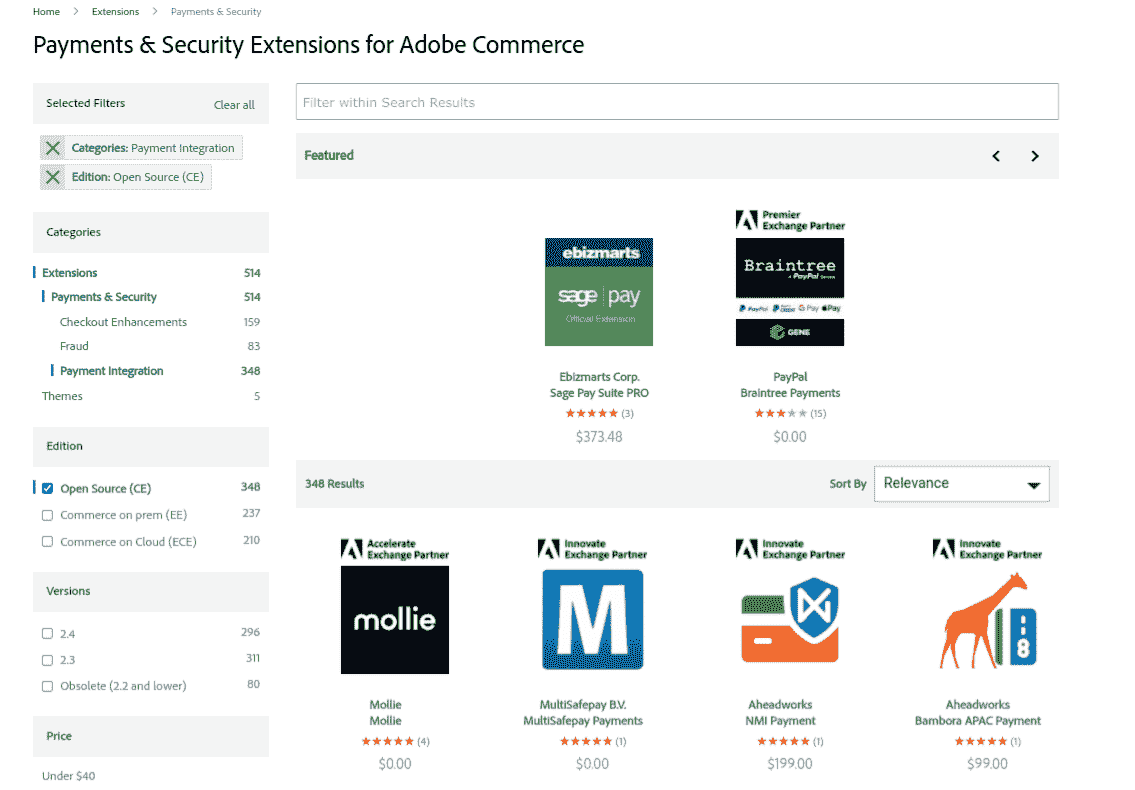 Home > Extensions > Payments & Security
Payments & Security Extensions for Adobe Commerce
Selected Filters
Clear all
Categories: Payment Integration
Edition: Open Source (CE)
Categories
Extensions 514
Payments & Security 514
Checkout Enhancements 159
Fraud 83
Payment Integration 348
Themes 5
Edition
Open Source (CE) 348
Commerce on prem (EE) 237
Commerce on Cloud (ECE) 210
Versions
2.4 296
2.3 311
Obsolete (2.2 and lower) 80
Price
Under $40
Filter within Search Results
Featured
ebizmarts
sage pay
Official Extension
Ebizmarts Corp.
Sage Pay Suite PRO
(3)
$373.48
Premier
Exchange Partner
Braintree
A PayPal Service
PayPal PayPal CREDIT G Pay Pay
GENE
PayPal
Braintree Payments
(15)
$0.00
348 Results
Sort By Relevance
Accelerate
Exchange Partner
mollie
Mollie
Mollie
(4)
$0.00
Innovate
Exchange Partner
M
MultiSafepay B.V.
MultiSafepay Payments
(1)
$0.00
Innovate
Exchange Partner
Aheadworks
NMI Payment
(1)
$199.00
Innovate
Exchange Partner
8
Aheadworks
Bambora APAC Payment
(1)
$99.00